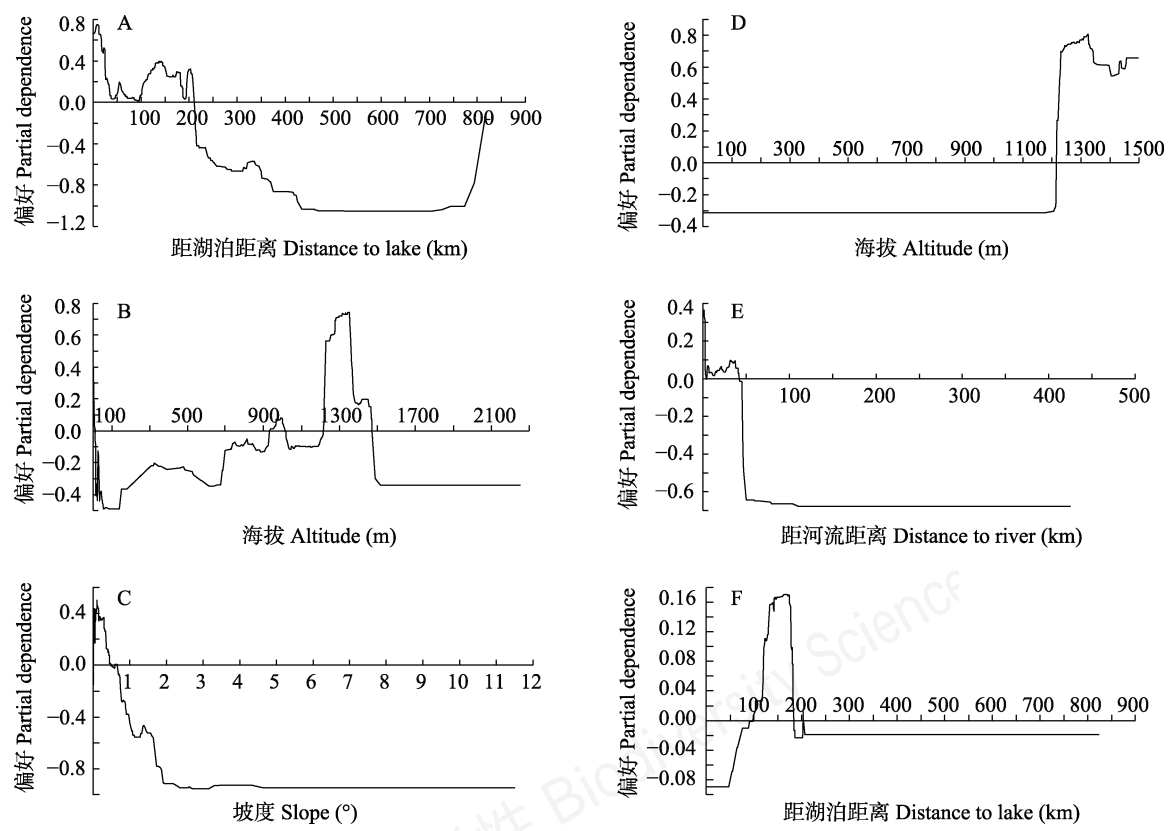 A
偏好 Partial dependence
0.8
0.4
0.0
−0.4
−0.8
−1.2
100 200 300 400 500 600 700 800 900
距湖泊距离 Distance to lake (km)
D
偏好 Partial dependence
0.8
0.6
0.4
0.2
0.0
−0.2
−0.4
100 300 500 700 900 1100 1300 1500
海拔 Altitude (m)
B
偏好 Partial dependence
0.8
0.6
0.4
0.2
0.0
−0.2
−0.4
100 500 900 1300 1700 2100
海拔 Altitude (m)
E
偏好 Partial dependence
0.4
0.2
0.0
−0.2
−0.4
−0.6
100 200 300 400 500
距河流距离 Distance to river (km)
C
偏好 Partial dependence
0.4
0.0
−0.4
−0.8
1 2 3 4 5 6 7 8 9 10 11 12
坡度 Slope (°)
F
偏好 Partial dependence
0.16
0.12
0.08
0.04
0.00
−0.04
−0.08
100 200 300 400 500 600 700 800 900
距湖泊距离 Distance to lake (km)
性 Biodiversity Science